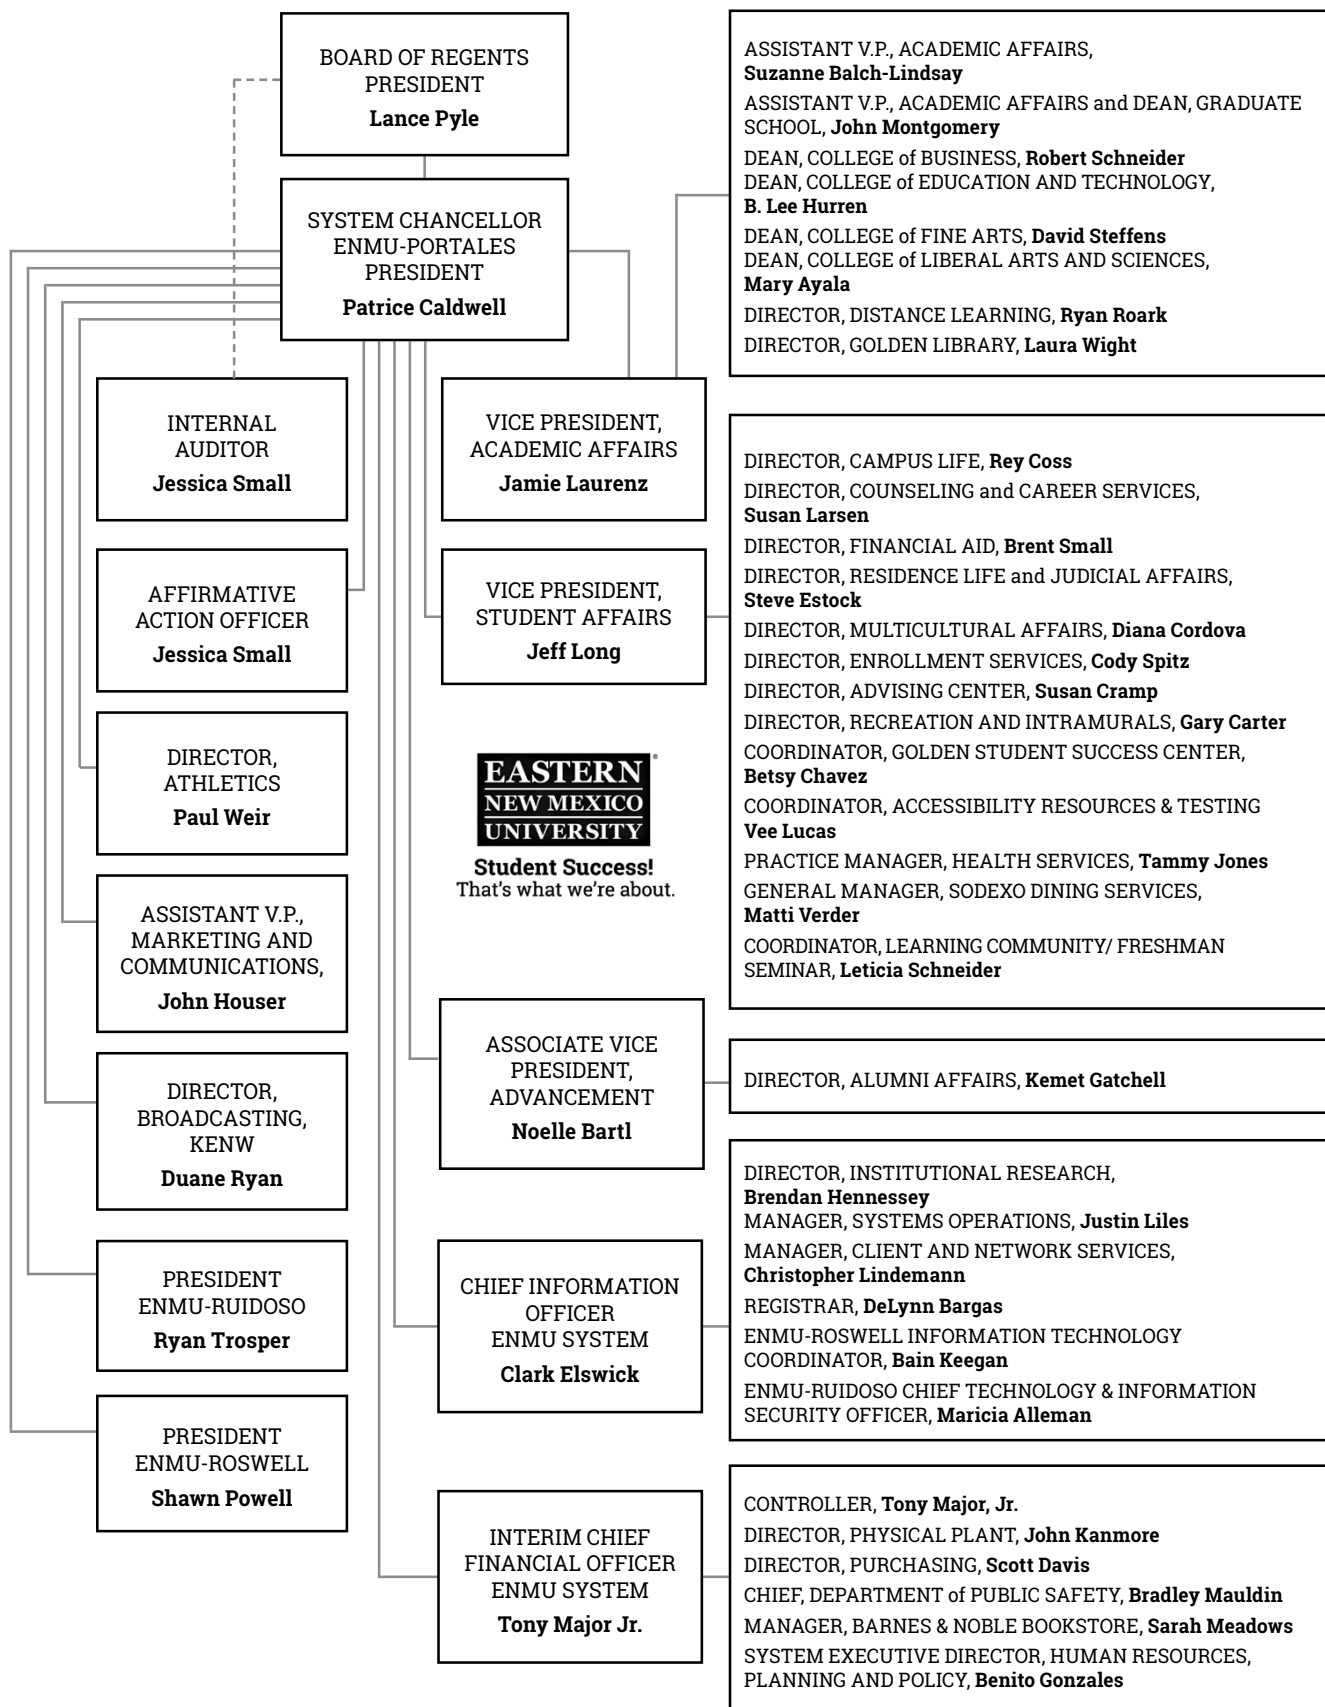 BOARD OF REGENTS
PRESIDENT
Lance Pyle
SYSTEM CHANCELLOR
ENMU-PORTALES
PRESIDENT
Patrice Caldwell
INTERNAL
AUDITOR
Jessica Small
AFFIRMATIVE
ACTION OFFICER
Jessica Small
DIRECTOR,
ATHLETICS
Paul Weir
ASSISTANT V.P.,
MARKETING AND
COMMUNICATIONS,
John Houser
DIRECTOR,
BROADCASTING,
KENW
Duane Ryan
PRESIDENT
ENMU-RUIDOSO
Ryan Trosper
PRESIDENT
ENMU-ROSWELL
Shawn Powell
VICE PRESIDENT,
ACADEMIC AFFAIRS
Jamie Laurenz
VICE PRESIDENT,
STUDENT AFFAIRS
Jeff Long
EASTERN
NEW MEXICO
UNIVERSITY
®
Student Success!
That's what we're about.
ASSOCIATE VICE
PRESIDENT,
ADVANCEMENT
Noelle Bartl
CHIEF INFORMATION
OFFICER
ENMU SYSTEM
Clark Elswick
INTERIM CHIEF
FINANCIAL OFFICER
ENMU SYSTEM
Tony Major Jr.
ASSISTANT V.P., ACADEMIC AFFAIRS,
Suzanne Balch-Lindsay
ASSISTANT V.P., ACADEMIC AFFAIRS and DEAN, GRADUATE
SCHOOL, John Montgomery
DEAN, COLLEGE of BUSINESS, Robert Schneider
DEAN, COLLEGE of EDUCATION AND TECHNOLOGY,
B. Lee Hurren
DEAN, COLLEGE of FINE ARTS, David Steffens
DEAN, COLLEGE of LIBERAL ARTS AND SCIENCES,
Mary Ayala
DIRECTOR, DISTANCE LEARNING, Ryan Roark
DIRECTOR, GOLDEN LIBRARY, Laura Wight
DIRECTOR, CAMPUS LIFE, Rey Coss
DIRECTOR, COUNSELING and CAREER SERVICES,
Susan Larsen
DIRECTOR, FINANCIAL AID, Brent Small
DIRECTOR, RESIDENCE LIFE and JUDICIAL AFFAIRS,
Steve Estock
DIRECTOR, MULTICULTURAL AFFAIRS, Diana Cordova
DIRECTOR, ENROLLMENT SERVICES, Cody Spitz
DIRECTOR, ADVISING CENTER, Susan Cramp
DIRECTOR, RECREATION AND INTRAMURALS, Gary Carter
COORDINATOR, GOLDEN STUDENT SUCCESS CENTER,
Betsy Chavez
COORDINATOR, ACCESSIBILITY RESOURCES & TESTING
Vee Lucas
PRACTICE MANAGER, HEALTH SERVICES, Tammy Jones
GENERAL MANAGER, SODEXO DINING SERVICES,
Matti Verder
COORDINATOR, LEARNING COMMUNITY/ FRESHMAN
SEMINAR, Leticia Schneider
DIRECTOR, ALUMNI AFFAIRS, Kemet Gatchell
DIRECTOR, INSTITUTIONAL RESEARCH,
Brendan Hennessey
MANAGER, SYSTEMS OPERATIONS, Justin Liles
MANAGER, CLIENT AND NETWORK SERVICES,
Christopher Lindemann
REGISTRAR, DeLynn Bargas
ENMU-ROSWELL INFORMATION TECHNOLOGY
COORDINATOR, Bain Keegan
ENMU-RUIDOSO CHIEF TECHNOLOGY & INFORMATION
SECURITY OFFICER, Maricia Alleman
CONTROLLER, Tony Major, Jr.
DIRECTOR, PHYSICAL PLANT, John Kanmore
DIRECTOR, PURCHASING, Scott Davis
CHIEF, DEPARTMENT of PUBLIC SAFETY, Bradley Mauldin
MANAGER, BARNES & NOBLE BOOKSTORE, Sarah Meadows
SYSTEM EXECUTIVE DIRECTOR, HUMAN RESOURCES,
PLANNING AND POLICY, Benito Gonzales